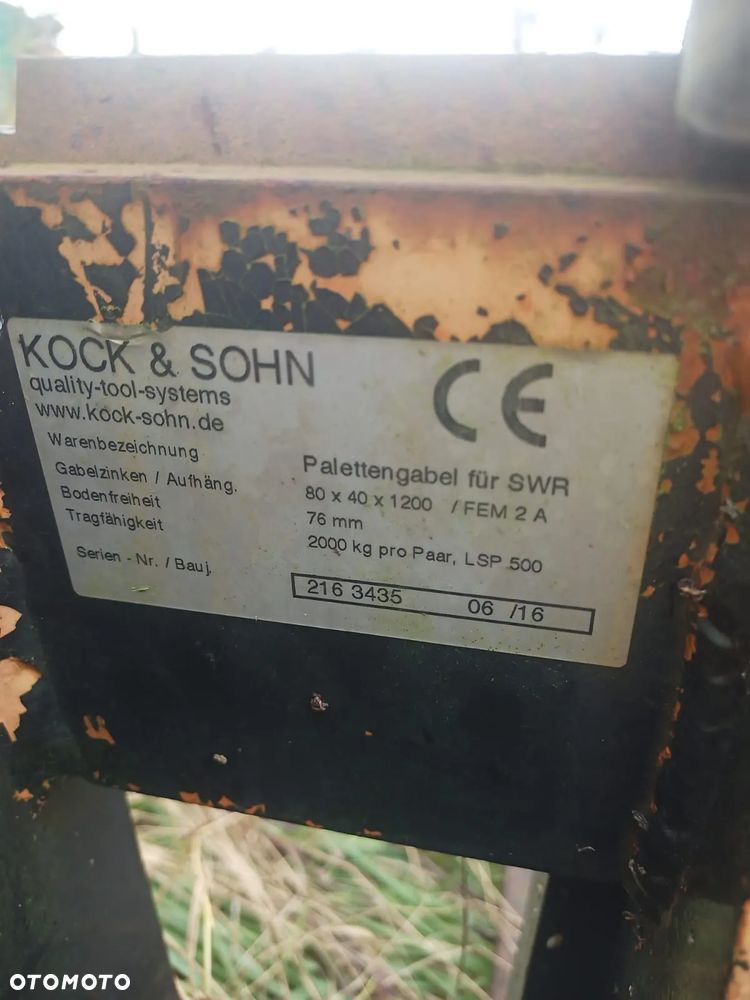 KOCK & SOHN
CE
quality-tool-systems
www.kock-sohn.de
Warenbezeichnung Palettengabel für SWR
Gabelzinken / Aufhäng. 80 x 40 x 1200 / FEM 2 A
Bodenfreiheit 76 mm
Tragfähigkeit 2000 kg pro Paar, LSP 500
Serien - Nr. / Bauj. 216 3435 06 /16
OTOMOTO